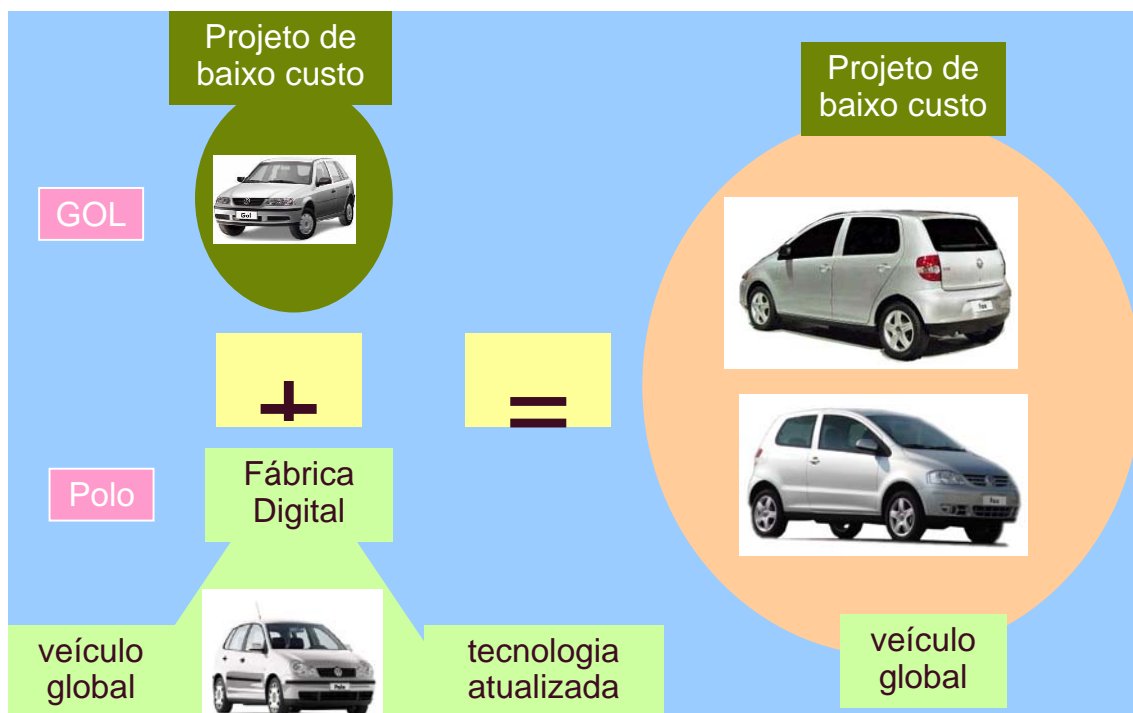 Projeto de
baixo custo
Projeto de
baixo custo
GOL
Gol
+
=
Polo
Fábrica
Digital
Polo
veículo
global
tecnologia
atualizada
veículo
global